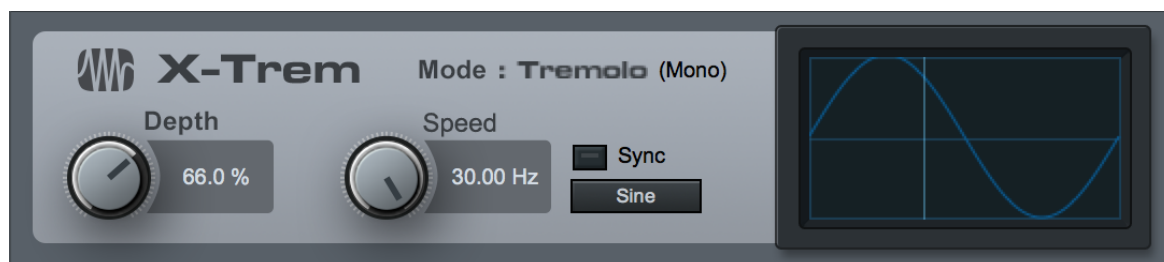 X-Trem Mode : Tremolo (Mono)
Depth Speed
66.0 % 30.00 Hz Sync
Sine